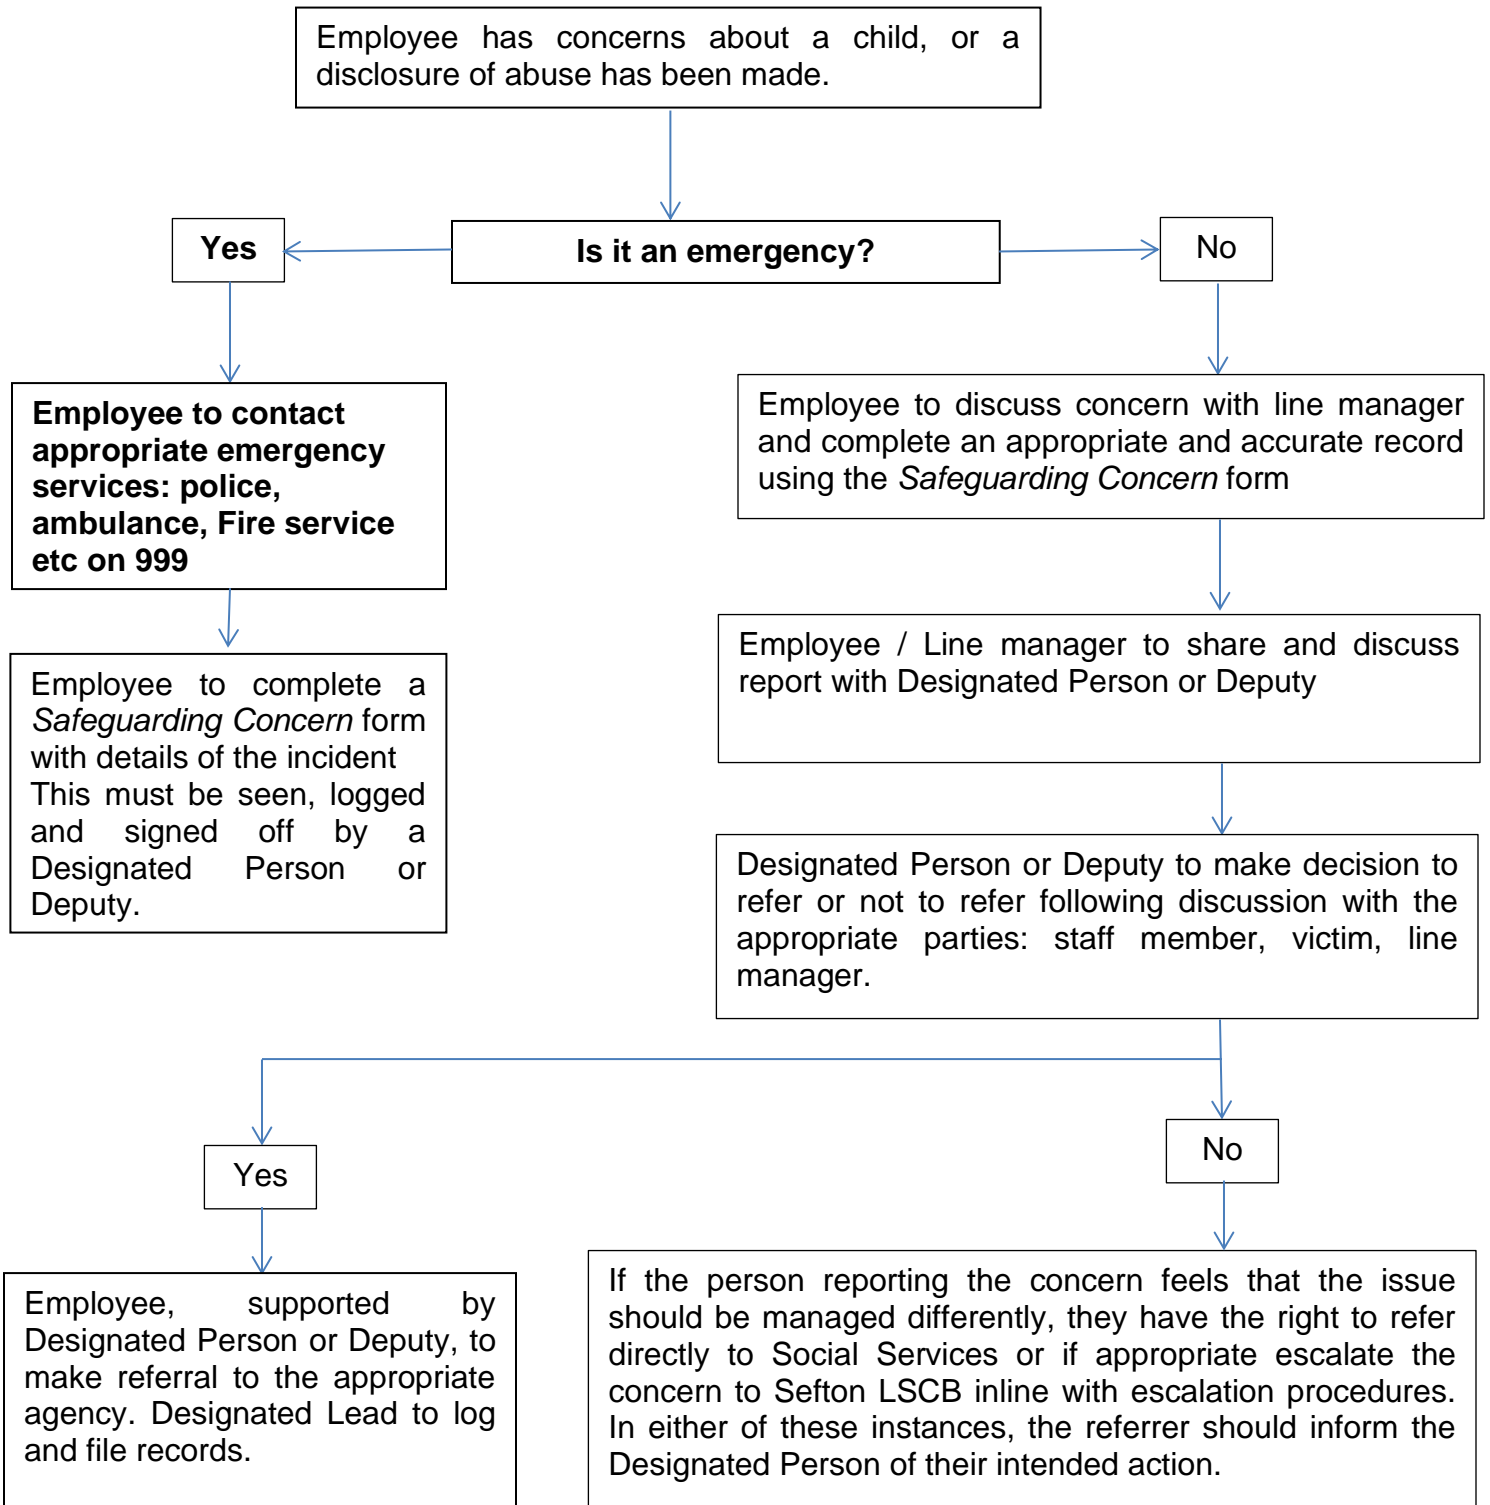 Employee has concerns about a child, or a
disclosure of abuse has been made.
Is it an emergency?
Yes
No
Employee to contact
appropriate emergency
services: police,
ambulance, Fire service
etc on 999
Employee to complete a
Safeguarding Concern form
with details of the incident
This must be seen, logged
and signed off by a
Designated Person or
Deputy.
Employee to discuss concern with line manager
and complete an appropriate and accurate record
using the Safeguarding Concern form
Employee / Line manager to share and discuss
report with Designated Person or Deputy
Designated Person or Deputy to make decision to
refer or not to refer following discussion with the
appropriate parties: staff member, victim, line
manager.
Yes
No
Employee, supported by
Designated Person or Deputy, to
make referral to the appropriate
agency. Designated Lead to log
and file records.
If the person reporting the concern feels that the issue
should be managed differently, they have the right to refer
directly to Social Services or if appropriate escalate the
concern to Sefton LSCB inline with escalation procedures.
In either of these instances, the referrer should inform the
Designated Person of their intended action.